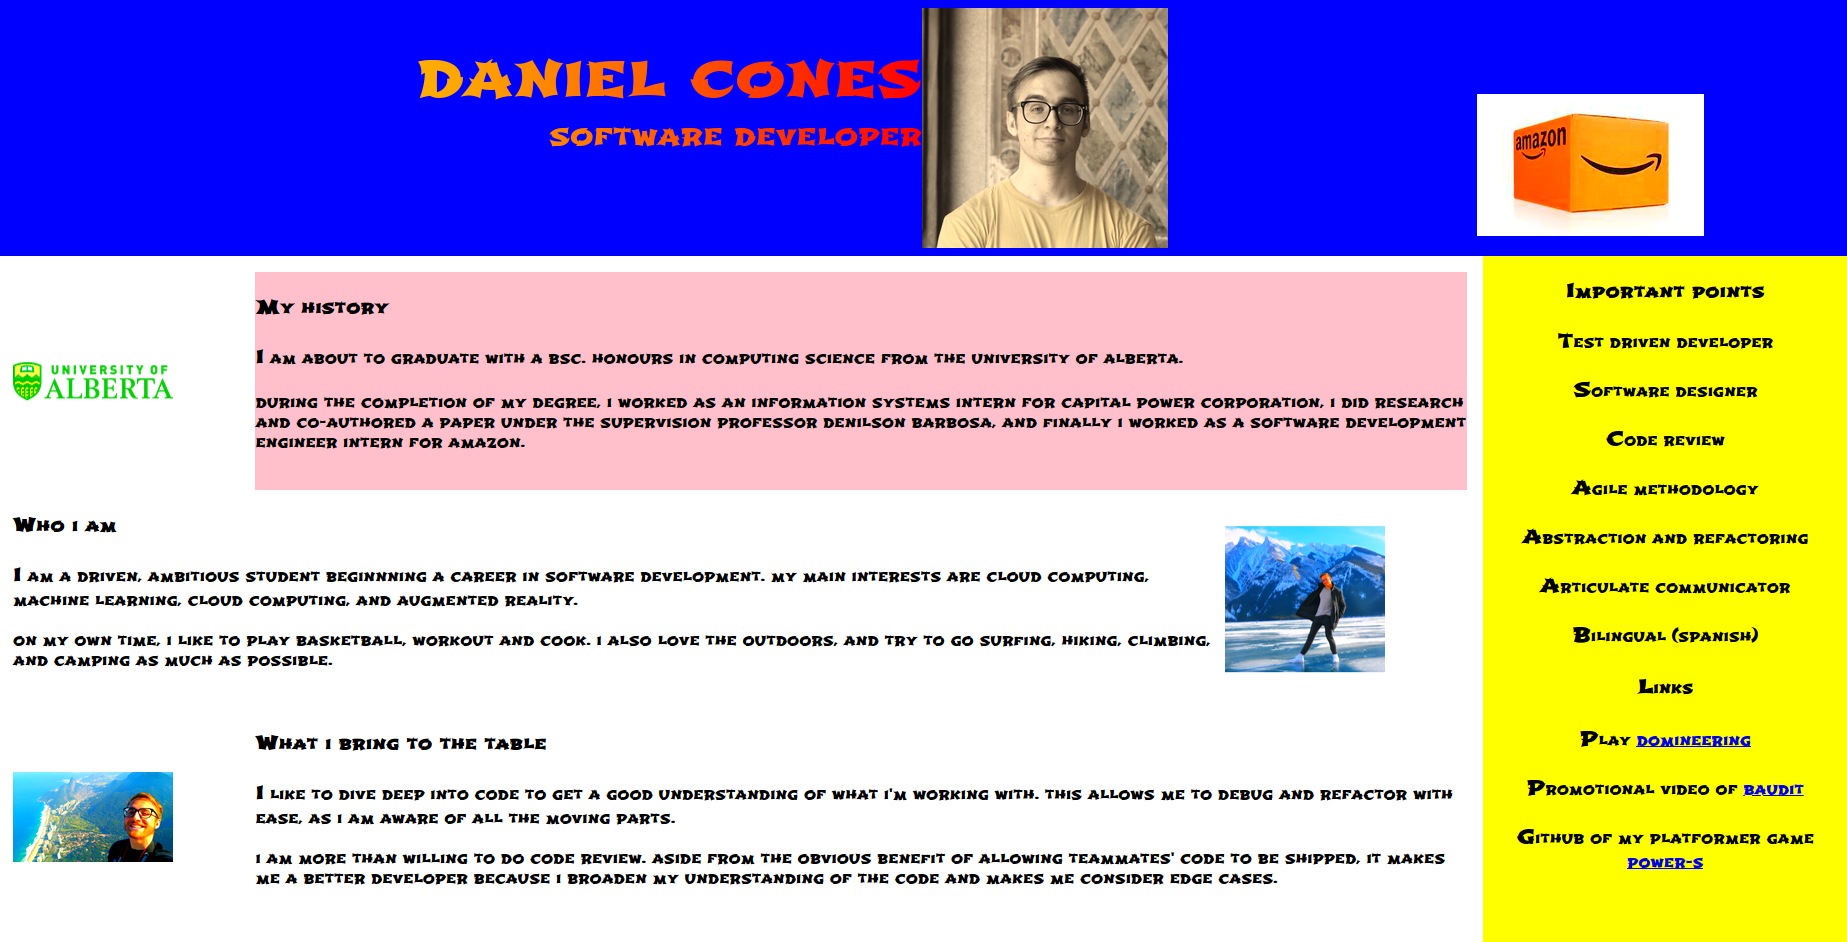 DANIEL CONES
SOFTWARE DEVELOPER
amazon
UNIVERSITY OF
ALBERTA
My history
I am about to graduate with a bsc. honours in computing science from the university of alberta.
during the completion of my degree, i worked as an information systems intern for capital power corporation, i did research
and co-authored a paper under the supervision professor denilson barbosa, and finally i worked as a software development
engineer intern for amazon.
Who i am
I am a driven, ambitious student beginnning a career in software development. my main interests are cloud computing,
machine learning, cloud computing, and augmented reality.
on my own time, i like to play basketball, workout and cook. i also love the outdoors, and try to go surfing, hiking, climbing,
and camping as much as possible.
What i bring to the table
I like to dive deep into code to get a good understanding of what i'm working with. this allows me to debug and refactor with
ease, as i am aware of all the moving parts.
i am more than willing to do code review. aside from the obvious benefit of allowing teammates' code to be shipped, it makes
me a better developer because i broaden my understanding of the code and makes me consider edge cases.
Important points
Test driven developer
Software designer
Code review
Agile methodology
Abstraction and refactoring
Articulate communicator
Bilingual (spanish)
Links
Play domineering
Promotional video of baudit
Github of my platformer game
power-s